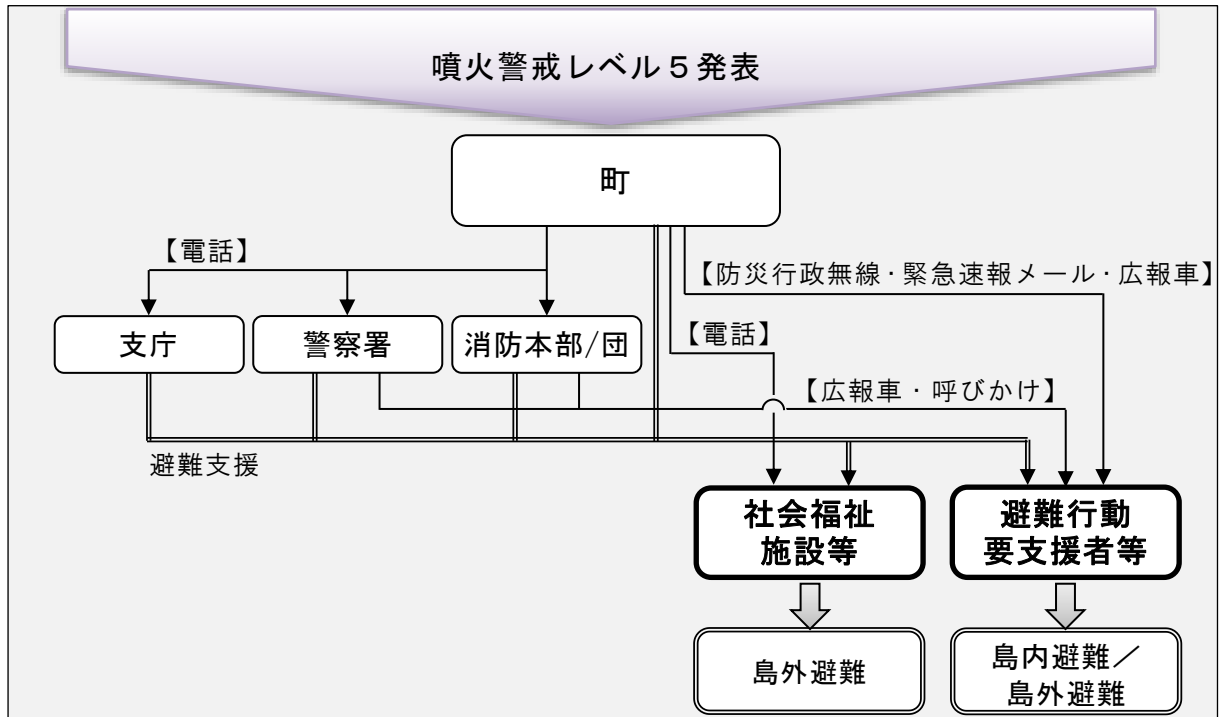 噴火警戒レベル５発表
町
【電話】
【防災行政無線・緊急速報メール・広報車】
支庁
警察署
消防本部/団
【電話】
【広報車・呼びかけ】
避難支援
社会福祉
施設等
避難行動
要支援者等
島外避難
島内避難／
島外避難